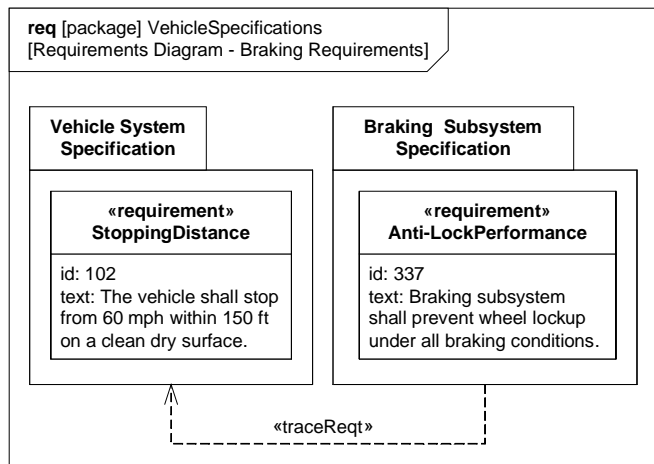 req [package] VehicleSpecifications
[Requirements Diagram - Braking Requirements]
Vehicle System
Specification
Braking Subsystem
Specification
«requirement»
StoppingDistance
id: 102
text: The vehicle shall stop
from 60 mph within 150 ft
on a clean dry surface.
«requirement»
Anti-LockPerformance
id: 337
text: Braking subsystem
shall prevent wheel lockup
under all braking conditions.
«traceReqt»